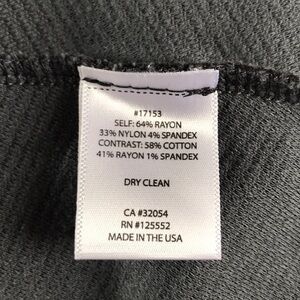 #17153
SELF: 64% RAYON
33% NYLON 4% SPANDEX
CONTRAST: 58% COTTON
41% RAYON 1% SPANDEX
DRY CLEAN
CA #32054
RN #125552
MADE IN THE USA